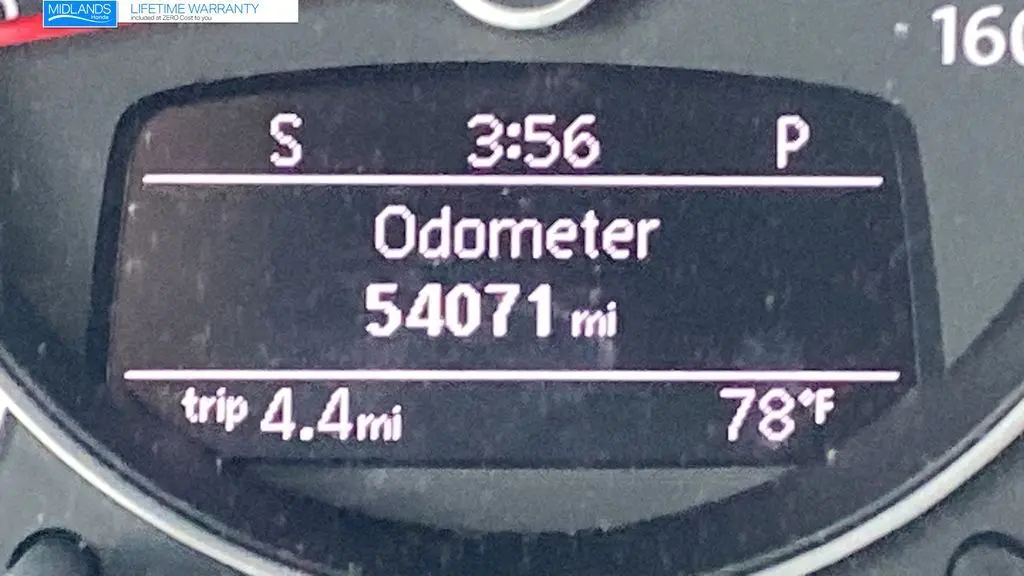 MIDLANDS
Honda
LIFETIME WARRANTY
Included at ZERO Cost to you
160
S 3:56 P
Odometer
54071 mi
trip 4.4mi 78°F